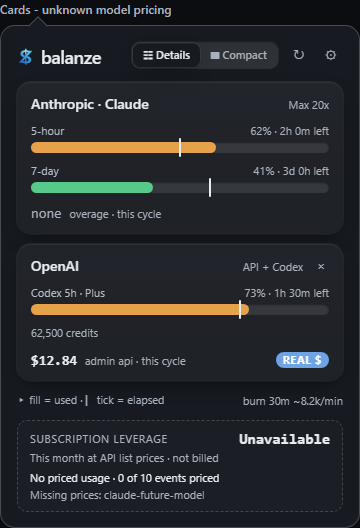 Cards - unknown model pricing
balanze
Details
Compact
Anthropic · Claude
Max 20x
5-hour
62% · 2h 0m left
7-day
41% · 3d 0h left
none overage · this cycle
OpenAI
API + Codex ×
Codex 5h · Plus
73% · 1h 30m left
62,500 credits
$12.84 admin api · this cycle
REAL $
▸ fill = used · | tick = elapsed
burn 30m ~8.2k/min
SUBSCRIPTION LEVERAGE
Unavailable
This month at API list prices · not billed
No priced usage · 0 of 10 events priced
Missing prices: claude-future-model